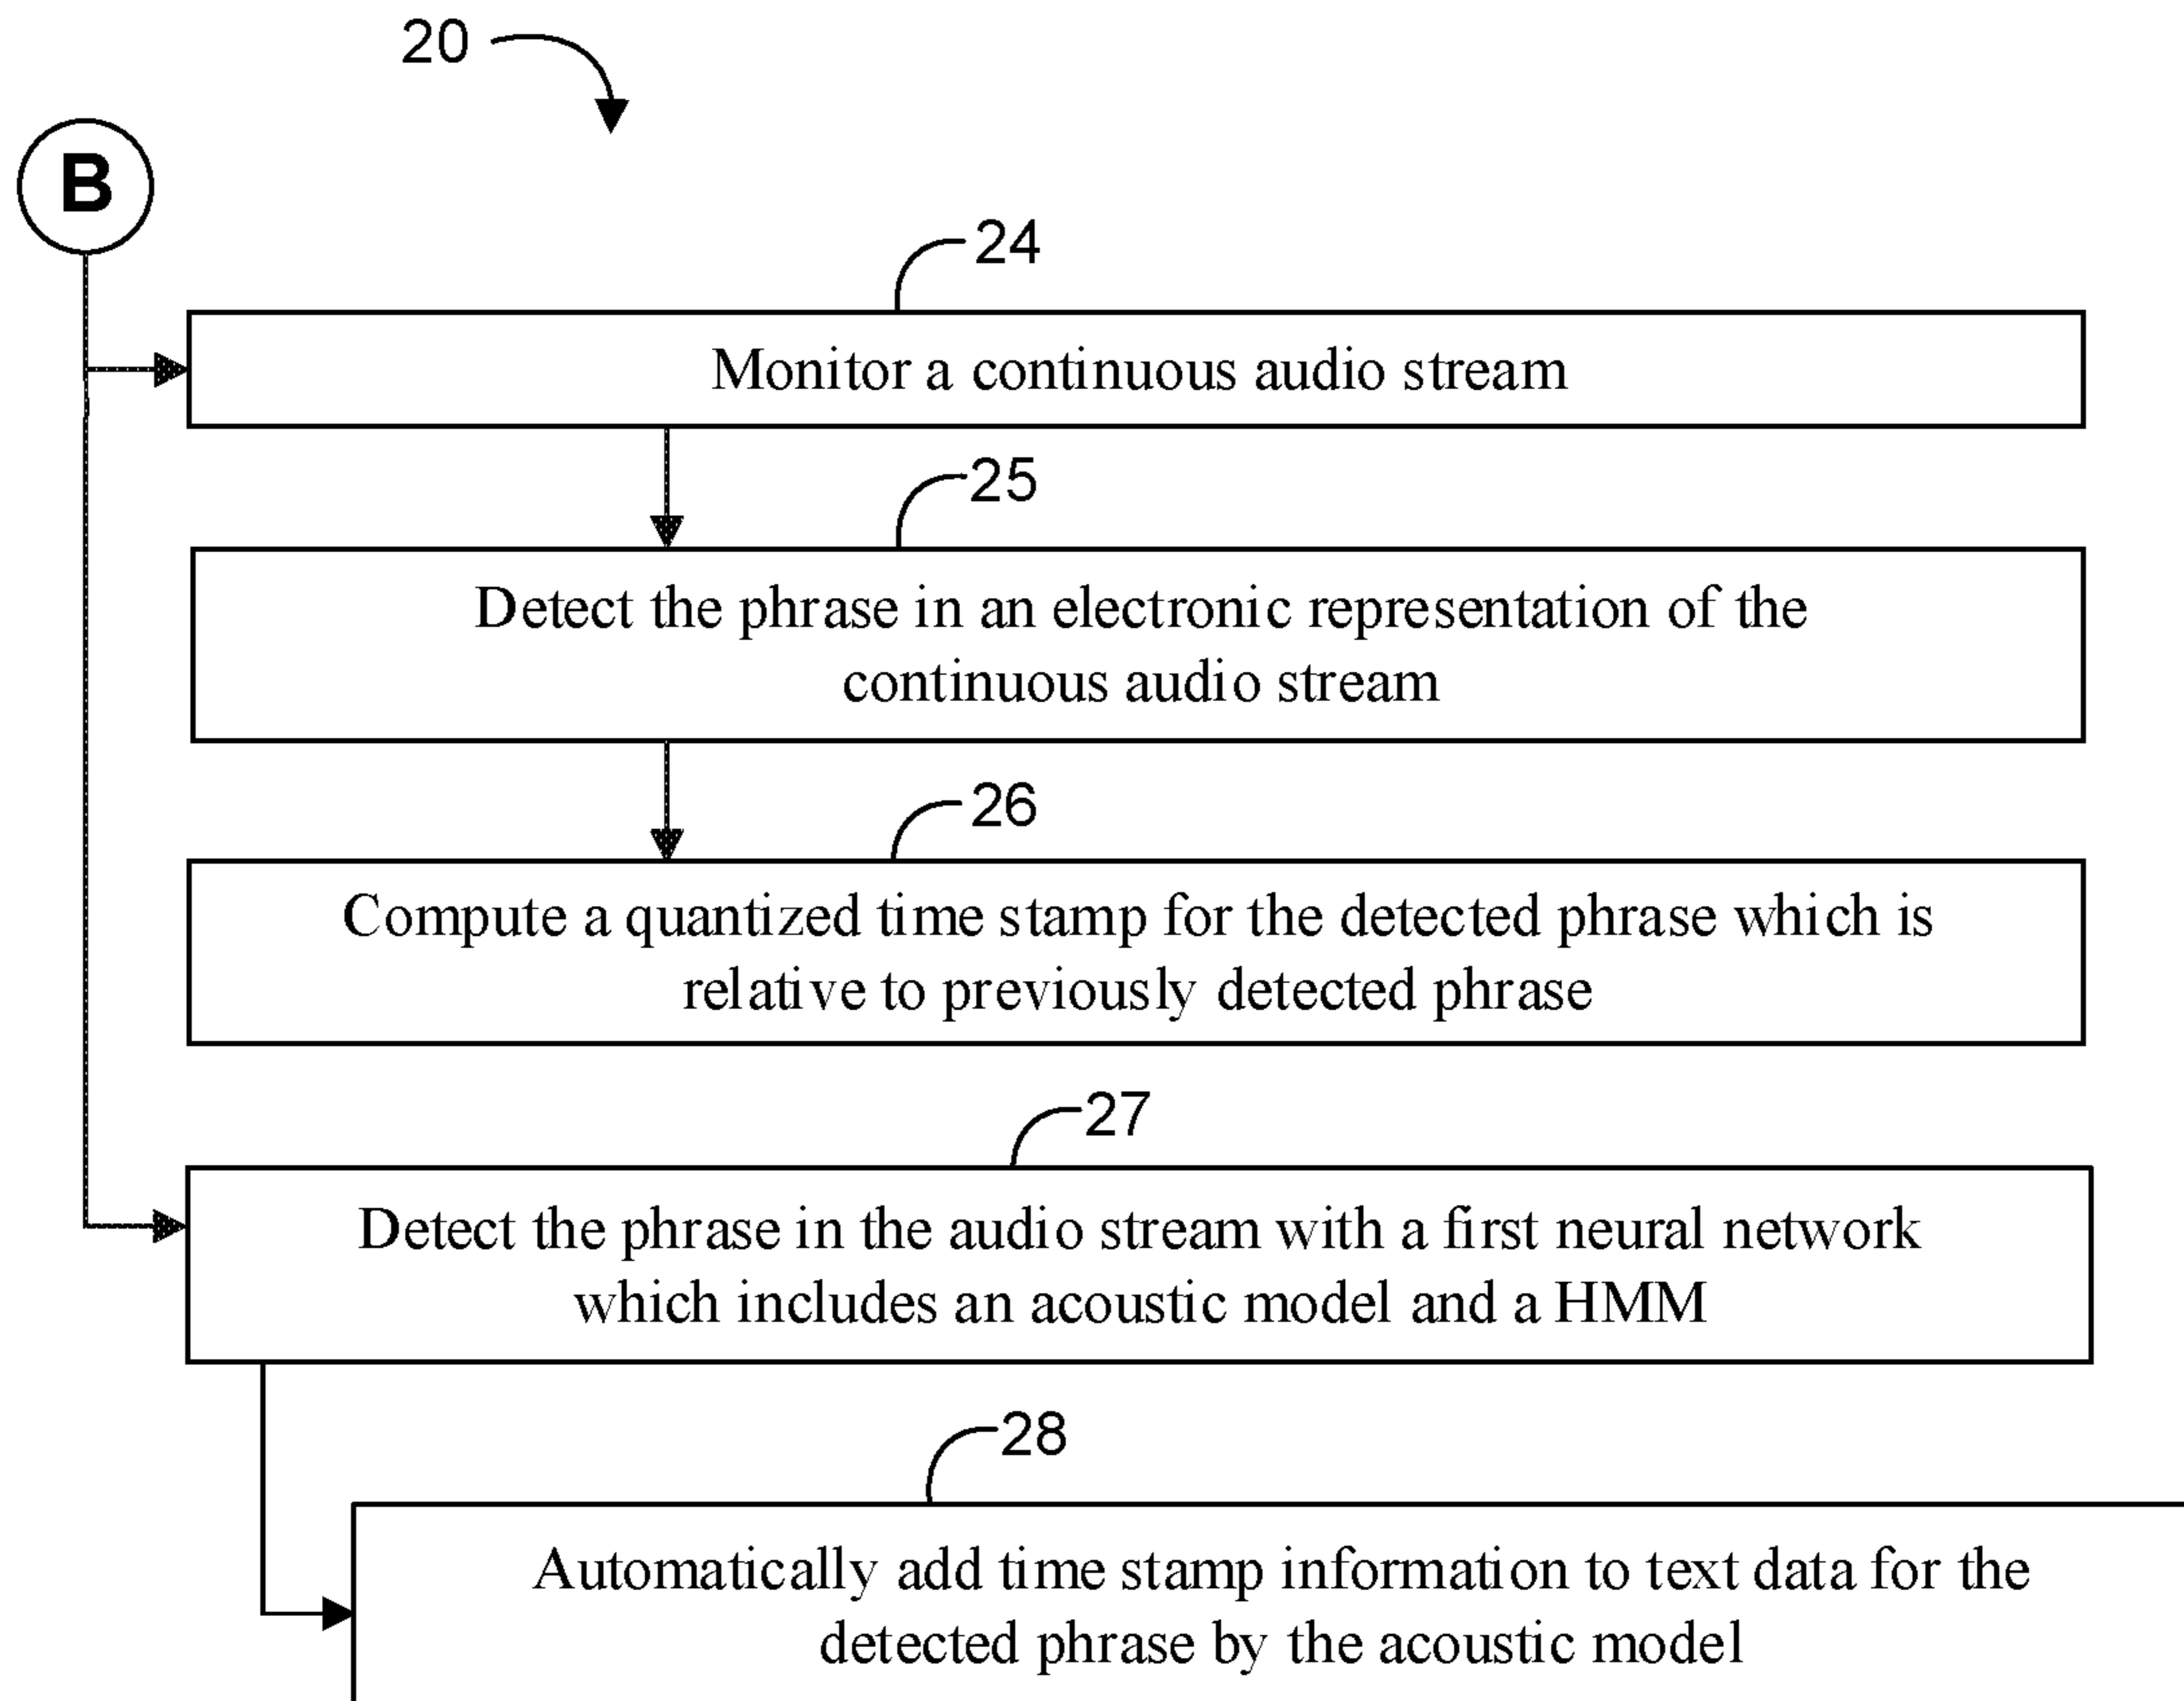 20
B
24
Monitor a continuous audio stream
25
Detect the phrase in an electronic representation of the
continuous audio stream
26
Compute a quantized time stamp for the detected phrase which is
relative to previously detected phrase
27
Detect the phrase in the audio stream with a first neural network
which includes an acoustic model and a HMM
28
Automatically add time stamp information to text data for the
detected phrase by the acoustic model